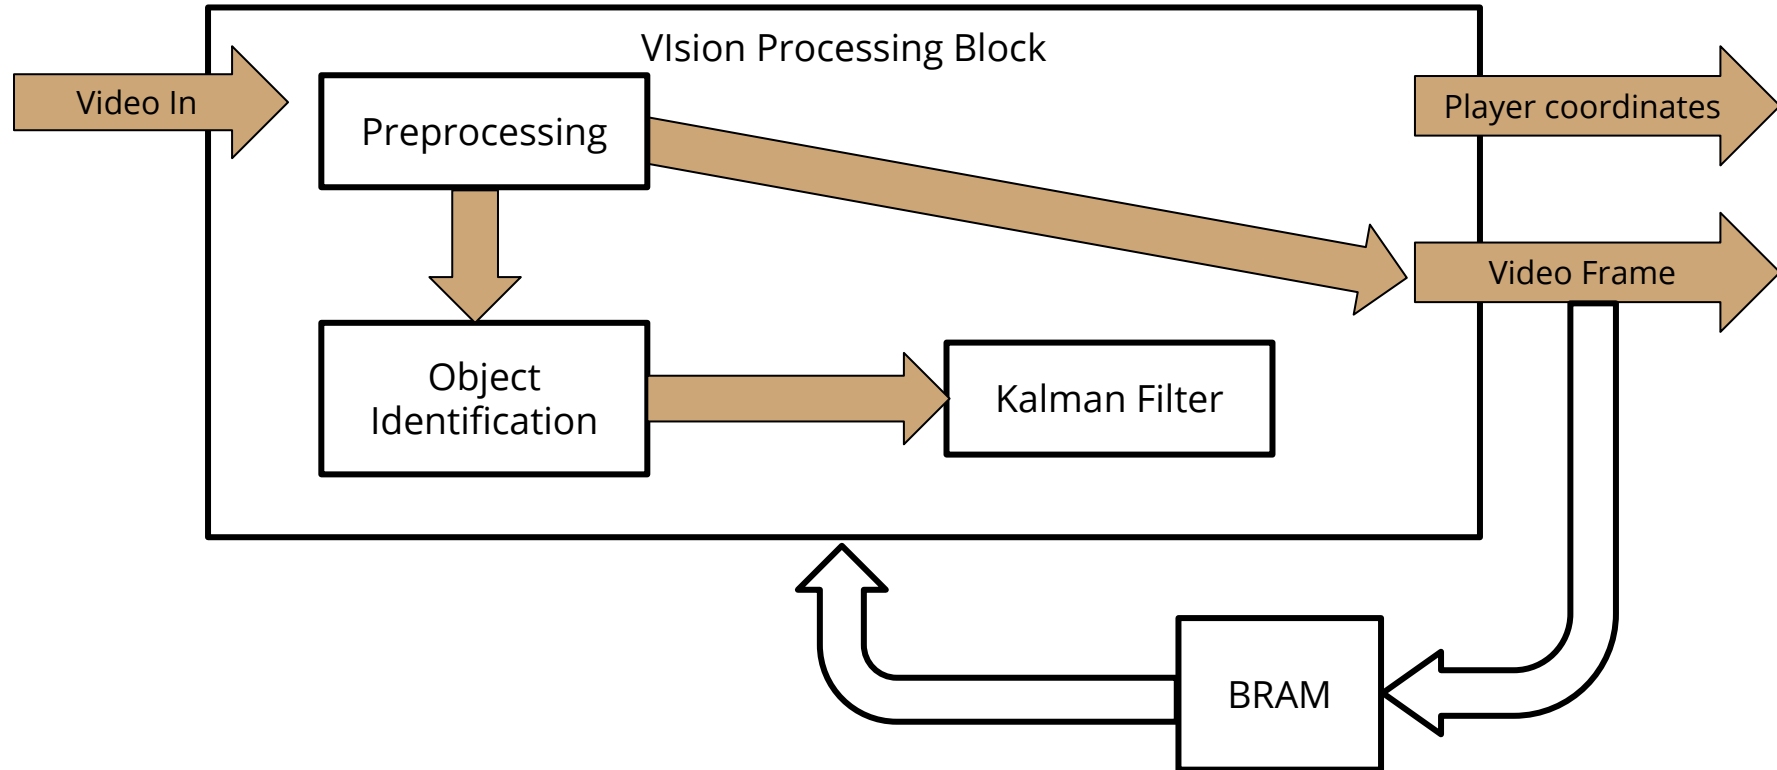 VIsion Processing Block
Video In
Preprocessing
Player coordinates
Video Frame
Object
Identification
Kalman Filter
BRAM